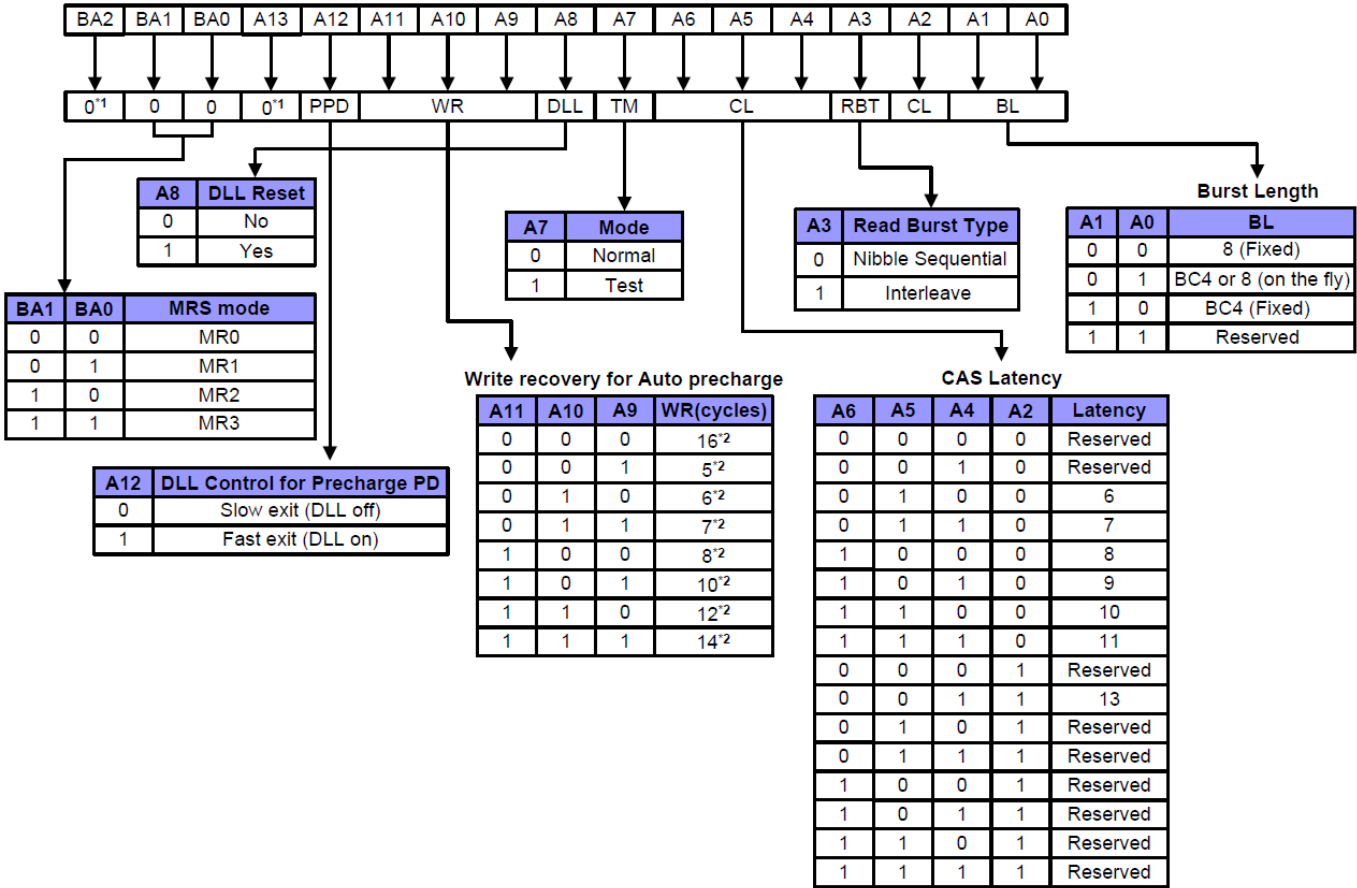 BA2 BA1 BA0 A13 A12 A11 A10 A9 A8 A7 A6 A5 A4 A3 A2 A1 A0
0*1 0 0 0*1 PPD WR DLL TM CL RBT CL BL
A8 DLL Reset
0 No
1 Yes
A7 Mode
0 Normal
1 Test
A3 Read Burst Type
0 Nibble Sequential
1 Interleave
Burst Length
A1 A0 BL
0 0 8 (Fixed)
0 1 BC4 or 8 (on the fly)
1 0 BC4 (Fixed)
1 1 Reserved
BA1 BA0 MRS mode
0 0 MR0
0 1 MR1
1 0 MR2
1 1 MR3
A12 DLL Control for Precharge PD
0 Slow exit (DLL off)
1 Fast exit (DLL on)
Write recovery for Auto precharge
A11 A10 A9 WR(cycles)
0 0 0 16*2
0 0 1 5*2
0 1 0 6*2
0 1 1 7*2
1 0 0 8*2
1 0 1 10*2
1 1 0 12*2
1 1 1 14*2
CAS Latency
A6 A5 A4 A2 Latency
0 0 0 0 Reserved
0 0 1 0 Reserved
0 1 0 0 6
0 1 1 0 7
1 0 0 0 8
1 0 1 0 9
1 1 0 0 10
1 1 1 0 11
0 0 0 1 Reserved
0 0 1 1 13
0 1 0 1 Reserved
0 1 1 1 Reserved
1 0 0 1 Reserved
1 0 1 1 Reserved
1 1 0 1 Reserved
1 1 1 1 Reserved